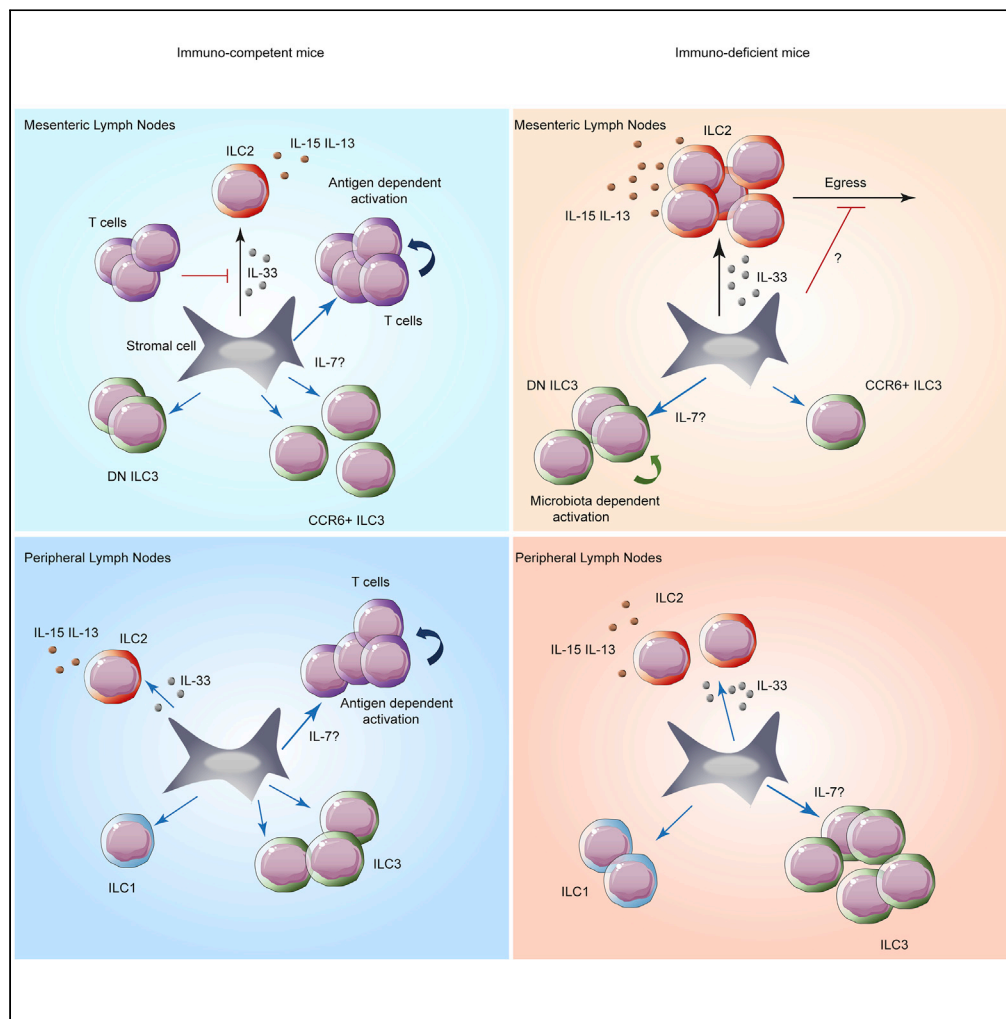 Immuno-competent mice
Immuno-deficient mice
Mesenteric Lymph Nodes
ILC2
IL-15 IL-13
Antigen dependent
activation
T cells
IL-33
T cells
Stromal cell
IL-7?
DN ILC3
CCR6+ ILC3
Mesenteric Lymph Nodes
ILC2
Egress
IL-15 IL-13
?
IL-33
DN ILC3
CCR6+ ILC3
IL-7?
Microbiota dependent
activation
Peripheral Lymph Nodes
T cells
IL-15 IL-13
ILC2
IL-33
Antigen dependent
activation
IL-7?
ILC3
ILC1
Peripheral Lymph Nodes
ILC2
IL-15 IL-13
IL-33
IL-7?
ILC1
ILC3